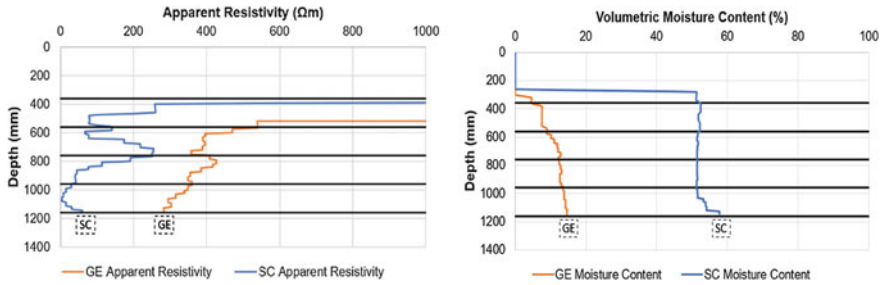 Apparent Resistivity (Ωm)
0 200 400 600 800 1000
0
200
400
600
800
1000
1200
1400
Depth (mm)
SC
GE
GE Apparent Resistivity
SC Apparent Resistivity
Volumetric Moisture Content (%)
0 20 40 60 80 100
0
200
400
600
800
1000
1200
1400
Depth (mm)
GE
SC
GE Moisture Content
SC Moisture Content